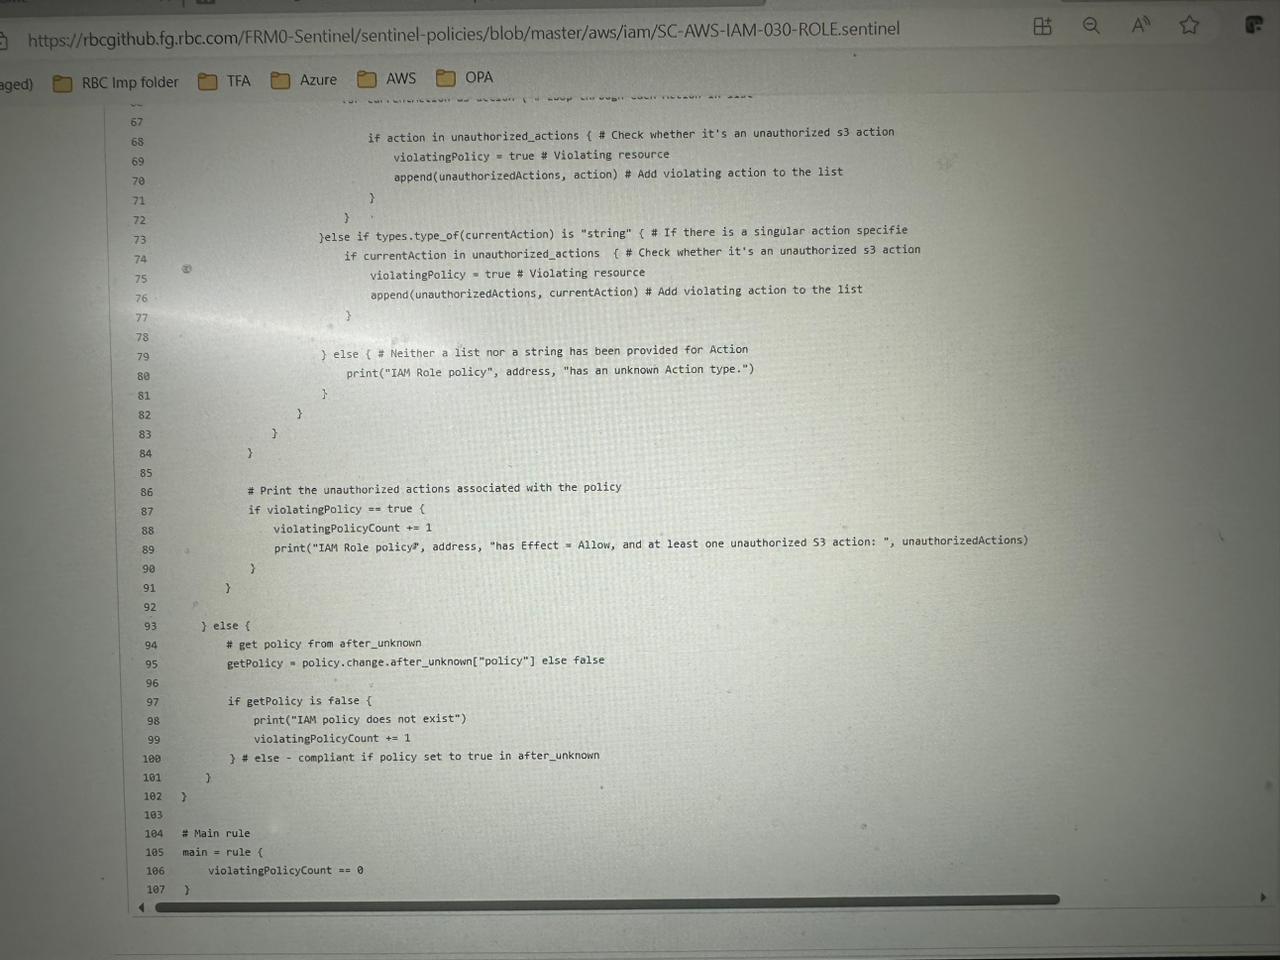 https://rbcgithub.fg.rbc.com/FRM0-Sentinel/sentinel-policies/blob/master/aws/iam/SC-AWS-IAM-030-ROLE.sentinel
aged) RBC Imp folder TFA Azure AWS OPA
67
68 if action in unauthorized_actions { # Check whether it's an unauthorized s3 action
69 violatingPolicy = true # Violating resource
70 append(unauthorizedActions, action) # Add violating action to the list
71 }
72 }
73 }else if types.type_of(currentAction) is "string" { # If there is a singular action specifie
74 if currentAction in unauthorized_actions  { # Check whether it's an unauthorized s3 action
75 violatingPolicy = true # Violating resource
76 append(unauthorizedActions, currentAction) # Add violating action to the list
77 }
78
79 } else { # Neither a list nor a string has been provided for Action
80 print("IAM Role policy", address, "has an unknown Action type.")
81 }
82 }
83 }
84 }
85
86 # Print the unauthorized actions associated with the policy
87 if violatingPolicy == true {
88 violatingPolicyCount += 1
89 print("IAM Role policy", address, "has Effect = Allow, and at least one unauthorized S3 action: ", unauthorizedActions)
90 }
91 }
92
93 } else {
94 # get policy from after_unknown
95 getPolicy = policy.change.after_unknown["policy"] else false
96
97 if getPolicy is false {
98 print("IAM policy does not exist")
99 violatingPolicyCount += 1
100 } # else - compliant if policy set to true in after_unknown
101 }
102 }
103
104 # Main rule
105 main = rule {
106 violatingPolicyCount == 0
107 }